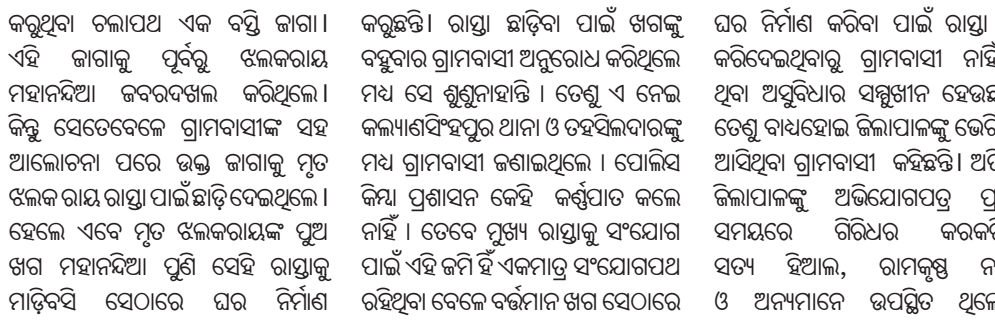 କରୁଥିବା ଚଲାପଥ ଏକ ବସ୍ତି ଜାଗା।
ଏହି ଜାଗାକୁ ପୂର୍ବରୁ ଝଲକରାୟ
ମହାନନ୍ଦିଆ ଜବରଦଖଲ କରିଥିଲେ।
କିନ୍ତୁ ସେତେବେଳେ ଗ୍ରାମବାସୀଙ୍କ ସହ
ଆଲୋଚନା ପରେ ଉକ୍ତ ଜାଗାକୁ ମୃତ
ଝଲକ ରାୟ ରାସ୍ତା ପାଇଁ ଛାଡ଼ି ଦେଇଥିଲେ।
ହେଲେ ଏବେ ମୃତ ଝଲକରାୟଙ୍କ ପୁଅ
ଖଗ ମହାନନ୍ଦିଆ ପୁଣି ସେହି ରାସ୍ତାକୁ
ମାଡ଼ିବସି ସେଠାରେ ଘର ନିର୍ମାଣ
କରୁଛନ୍ତି। ରାସ୍ତା ଛାଡ଼ିବା ପାଇଁ ଖଗଙ୍କୁ
ବହୁବାର ଗ୍ରାମବାସୀ ଅନୁରୋଧ କରିଥିଲେ
ମଧ୍ୟ ସେ ଶୁଣୁନାହାନ୍ତି । ତେଣୁ ଏ ନେଇ
କଲ୍ୟାଣସିଂହପୁର ଥାନା ଓ ତହସିଲଦାରଙ୍କୁ
ମଧ୍ୟ ଗ୍ରାମବାସୀ ଜଣାଇଥିଲେ । ପୋଲିସ
କିମ୍ବା ପ୍ରଶାସନ କେହି କର୍ଣ୍ଣପାତ କଲେ
ନାହିଁ । ତେବେ ମୁଖ୍ୟ ରାସ୍ତାକୁ ସଂଯୋଗ
ପାଇଁ ଏହି ଜମି ହିଁ ଏକମାତ୍ର ସଂଯୋଗପଥ
ରହିଥିବା ବେଳେ ବର୍ତ୍ତମାନ ଖଗ ସେଠାରେ
ଘର ନିର୍ମାଣ କରିବା ପାଇଁ ରାସ୍ତା
କରିଦେଇଥିବାରୁ ଗ୍ରାମବାସୀ
ଥିବା ଅସୁବିଧାର ସମ୍ମୁଖୀନ
ତେଣୁ ବାଧ୍ୟହୋଇ ଜିଲାପାଳଙ୍କୁ
ଆସିଥିବା ଗ୍ରାମବାସୀ କହିଛନ୍ତି।
ଜିଲାପାଳଙ୍କୁ ଅଭିଯୋଗପତ୍ର
ସମୟରେ ଗିରିଧର
ସତ୍ୟ ହିଆଲ, ରାମକୃଷ୍ଣ
ଓ ଅନ୍ୟମାନେ ଉପସ୍ଥିତ